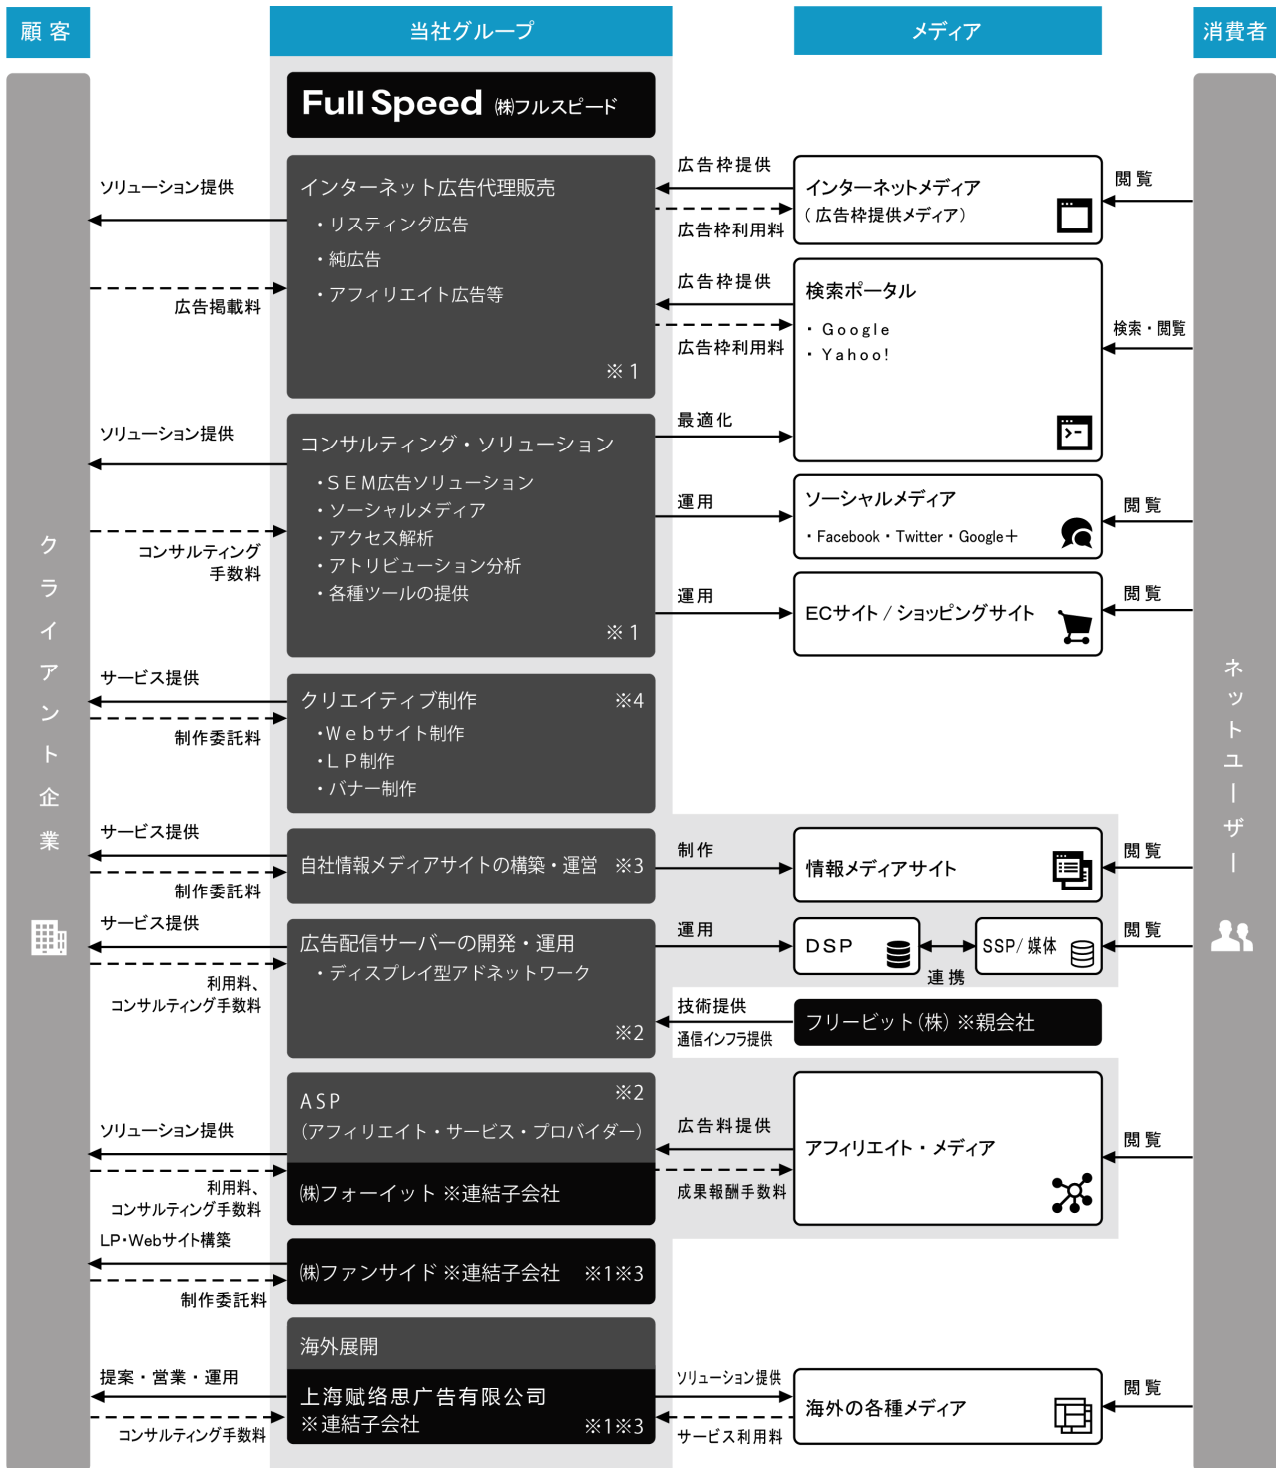 顧客
当社グループ
メディア
消費者
Full Speed ㈱フルスピード
ソリューション提供
広告掲載料
インターネット広告代理販売
・リスティング広告
・純広告
・アフィリエイト広告等
※1
広告枠提供
広告枠利用料
インターネットメディア
(広告枠提供メディア)
閲覧
広告枠提供
広告枠利用料
検索ポータル
・Google
・Yahoo!
検索・閲覧
ソリューション提供
コンサルティング
手数料
コンサルティング・ソリューション
・SEM広告ソリューション
・ソーシャルメディア
・アクセス解析
・アトリビューション分析
・各種ツールの提供
※1
最適化
運用
ソーシャルメディア
・Facebook・Twitter・Google+
閲覧
運用
ECサイト/ショッピングサイト
閲覧
クライアント企業
ネットユーザー
サービス提供
制作委託料
クリエイティブ制作 ※4
・Webサイト制作
・LP制作
・バナー制作
サービス提供
制作委託料
自社情報メディアサイトの構築・運営 ※3
制作
情報メディアサイト
閲覧
サービス提供
利用料、
コンサルティング手数料
広告配信サーバーの開発・運用
・ディスプレイ型アドネットワーク
※2
運用
DSP
連携
SSP/媒体
閲覧
技術提供
通信インフラ提供
フリービット(株)※親会社
ソリューション提供
利用料、
コンサルティング手数料
ASP ※2
(アフィリエイト・サービス・プロバイダー)
㈱フォーイット ※連結子会社
広告料提供
成果報酬手数料
アフィリエイト・メディア
閲覧
LP・Webサイト構築
制作委託料
㈱ファンサイド ※連結子会社 ※1※3
海外展開
提案・営業・運用
コンサルティング手数料
上海赋络思广告有限公司
※連結子会社 ※1※3
ソリューション提供
サービス利用料
海外の各種メディア
閲覧